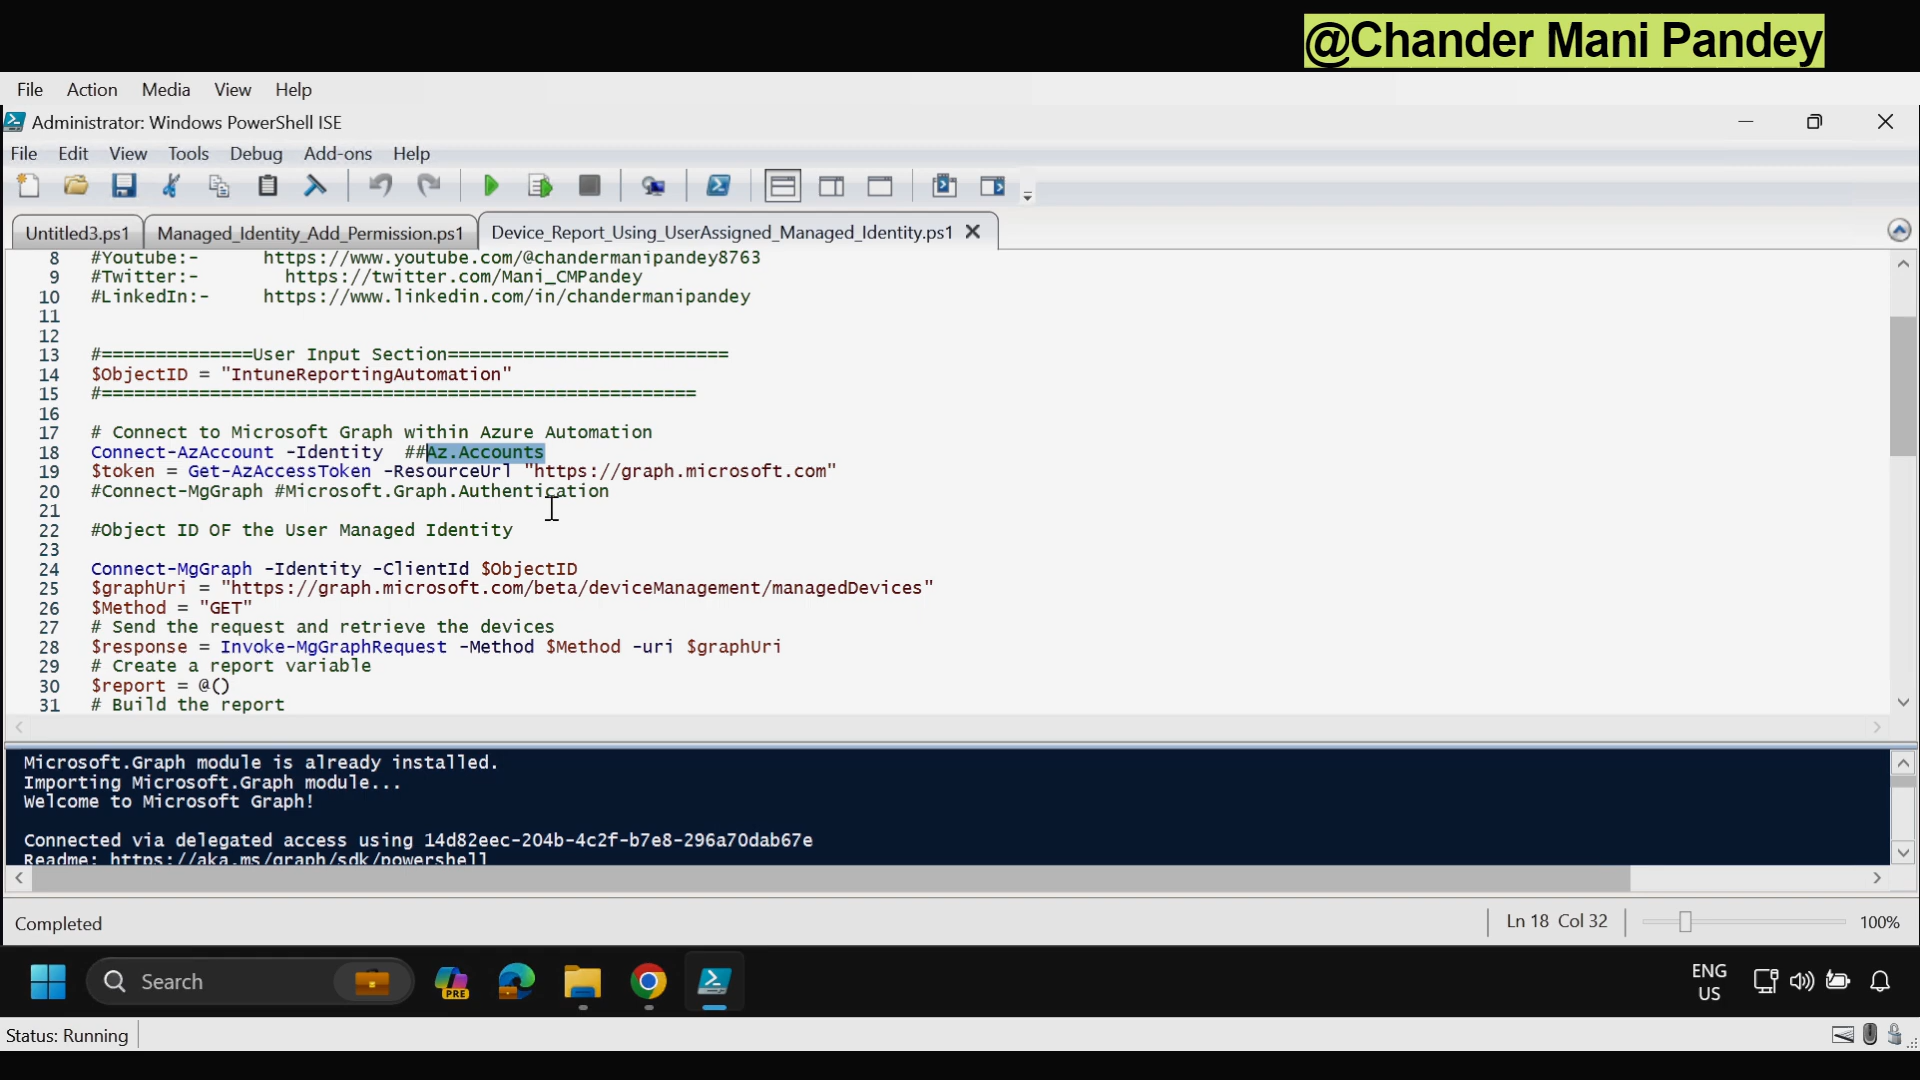 @Chander Mani Pandey
File Action Media View Help
Administrator: Windows PowerShell ISE
File Edit View Tools Debug Add-ons Help
Untitled3.ps1 Managed_Identity_Add_Permission.ps1 Device_Report_Using_UserAssigned_Managed_Identity.ps1
8 #Youtube:- https://www.youtube.com/@chandermanipandey8763
9 #Twitter:- https://twitter.com/Mani_CMPandey
10 #LinkedIn:- https://www.linkedin.com/in/chandermanipandey
11
12
13 #==============User Input Section==========================
14 $ObjectID = "IntuneReportingAutomation"
15 #=======================================================
16
17 # Connect to Microsoft Graph within Azure Automation
18 Connect-AzAccount -Identity ##Az.Accounts
19 $token = Get-AzAccessToken -ResourceUrl "https://graph.microsoft.com"
20 #Connect-MgGraph #Microsoft.Graph.Authentication
21
22 #Object ID OF the User Managed Identity
23
24 Connect-MgGraph -Identity -ClientId $ObjectID
25 $graphUri = "https://graph.microsoft.com/beta/deviceManagement/managedDevices"
26 $Method = "GET"
27 # Send the request and retrieve the devices
28 $response = Invoke-MgGraphRequest -Method $Method -uri $graphUri
29 # Create a report variable
30 $report = @()
31 # Build the report
Microsoft.Graph module is already installed.
Importing Microsoft.Graph module...
Welcome to Microsoft Graph!
Connected via delegated access using 14d82eec-204b-4c2f-b7e8-296a70dab67e
Readme: https://aka.ms/graph/sdk/powershell
Completed Ln 18 Col 32 100%
Search PRE ENG
US
Status: Running